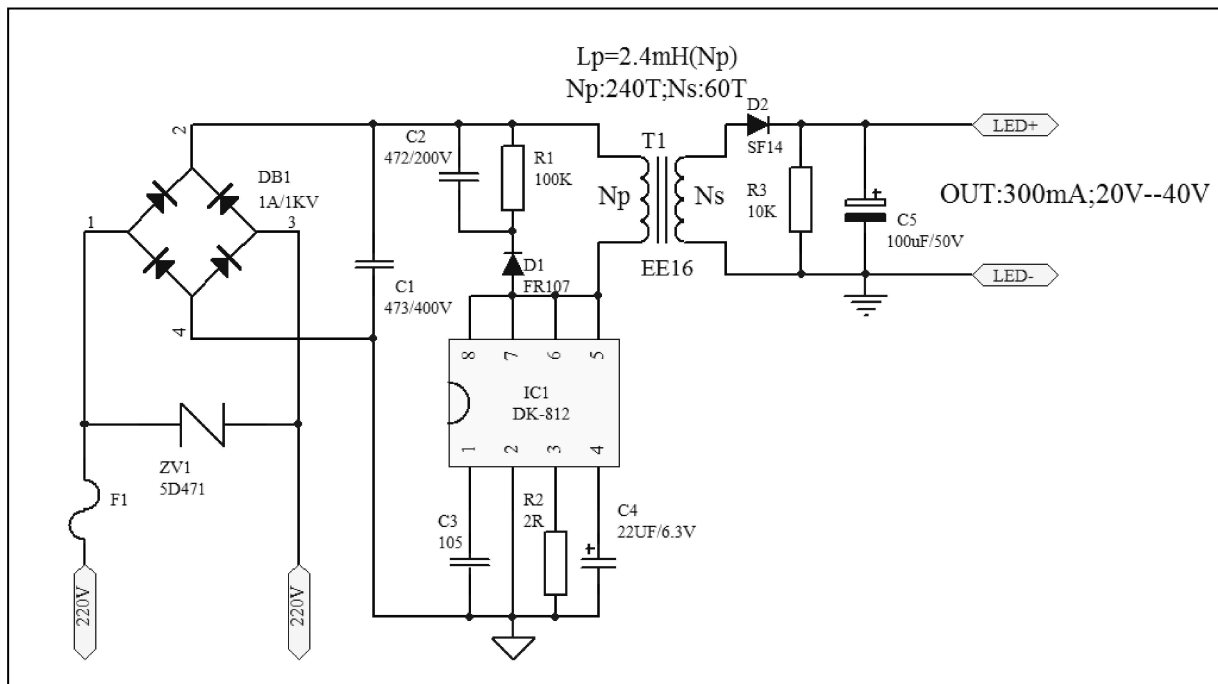 Lp=2.4mH(Np)
Np:240T;Ns:60T
D2
SF14
LED+
2
C2
472/200V
R1
100K
T1
DB1
1A/1KV
Np
Ns
R3
10K
OUT:300mA;20V--40V
1
3
C5
100uF/50V
D1
FR107
EE16
LED-
C1
473/400V
4
8
7
6
5
IC1
DK-812
1
2
3
4
ZV1
5D471
F1
C3
105
R2
2R
C4
22UF/6.3V
220V
220V